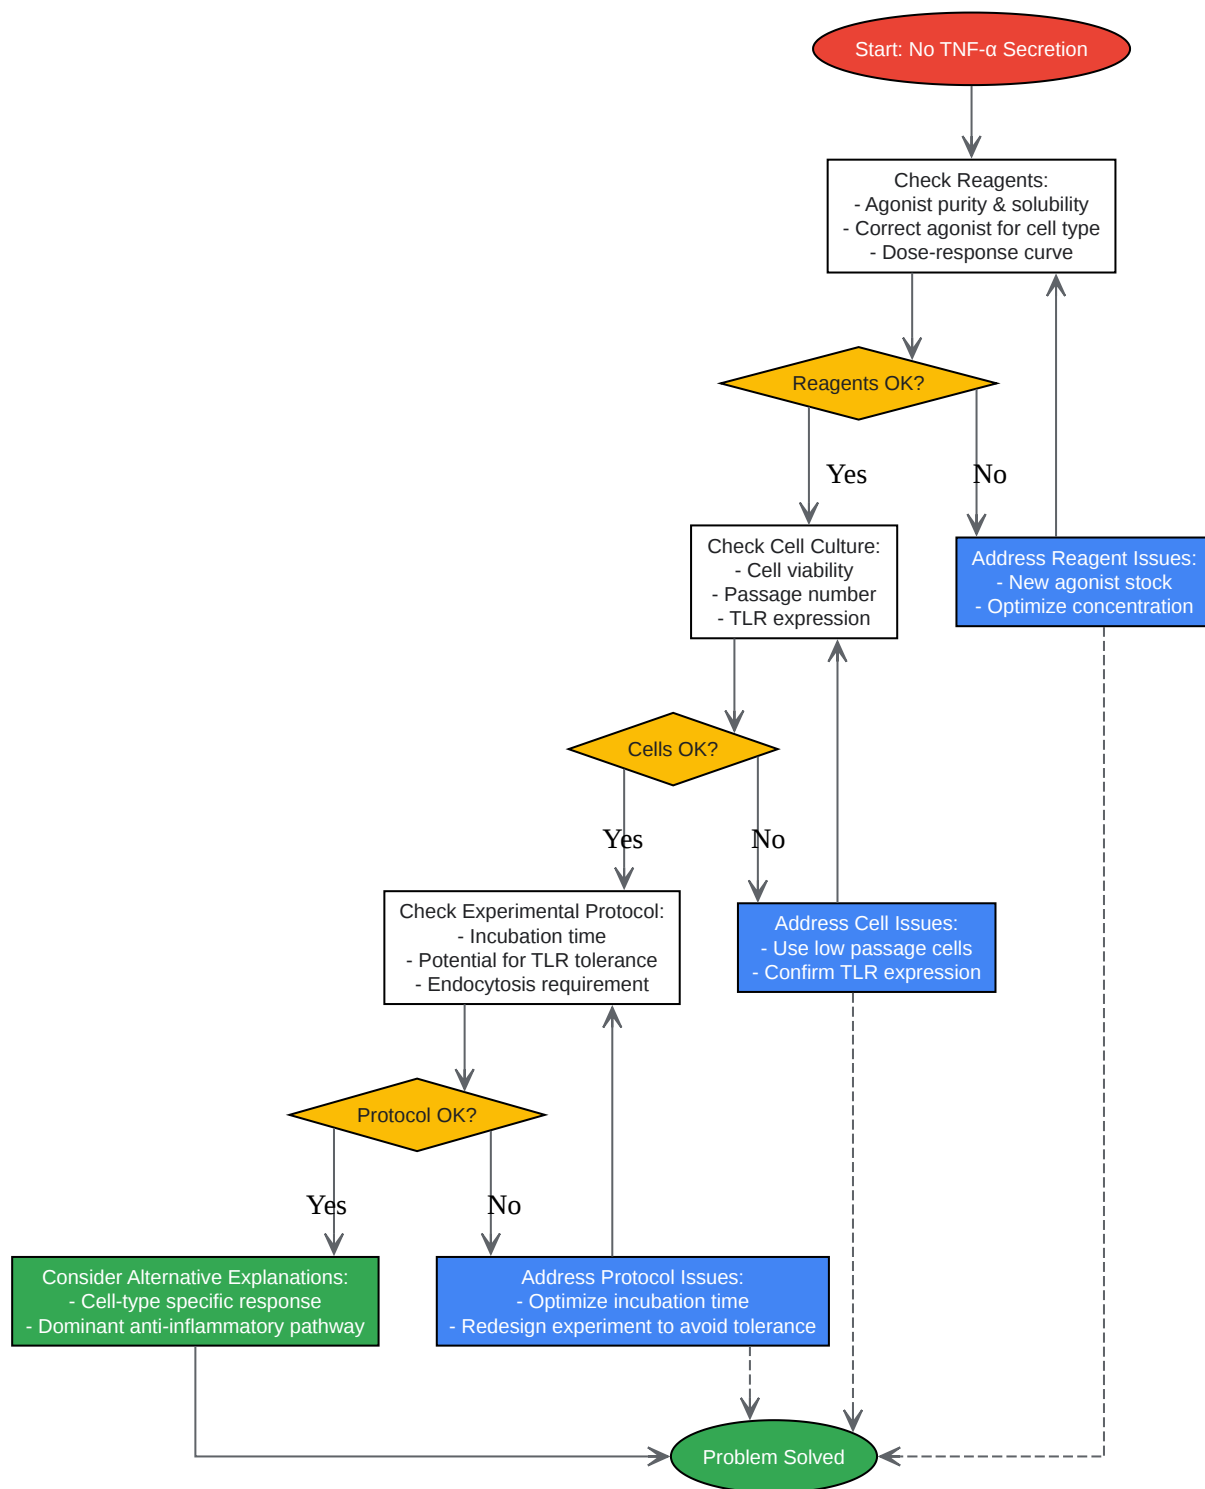 Start: No TNF-α Secretion
Check Reagents:
- Agonist purity & solubility
- Correct agonist for cell type
- Dose-response curve
Reagents OK?
Yes
No
Check Cell Culture:
- Cell viability
- Passage number
- TLR expression
Address Reagent Issues:
- New agonist stock
- Optimize concentration
Cells OK?
Yes
No
Check Experimental Protocol:
- Incubation time
- Potential for TLR tolerance
- Endocytosis requirement
Address Cell Issues:
- Use low passage cells
- Confirm TLR expression
Protocol OK?
Yes
No
Consider Alternative Explanations:
- Cell-type specific response
- Dominant anti-inflammatory pathway
Address Protocol Issues:
- Optimize incubation time
- Redesign experiment to avoid tolerance
Problem Solved